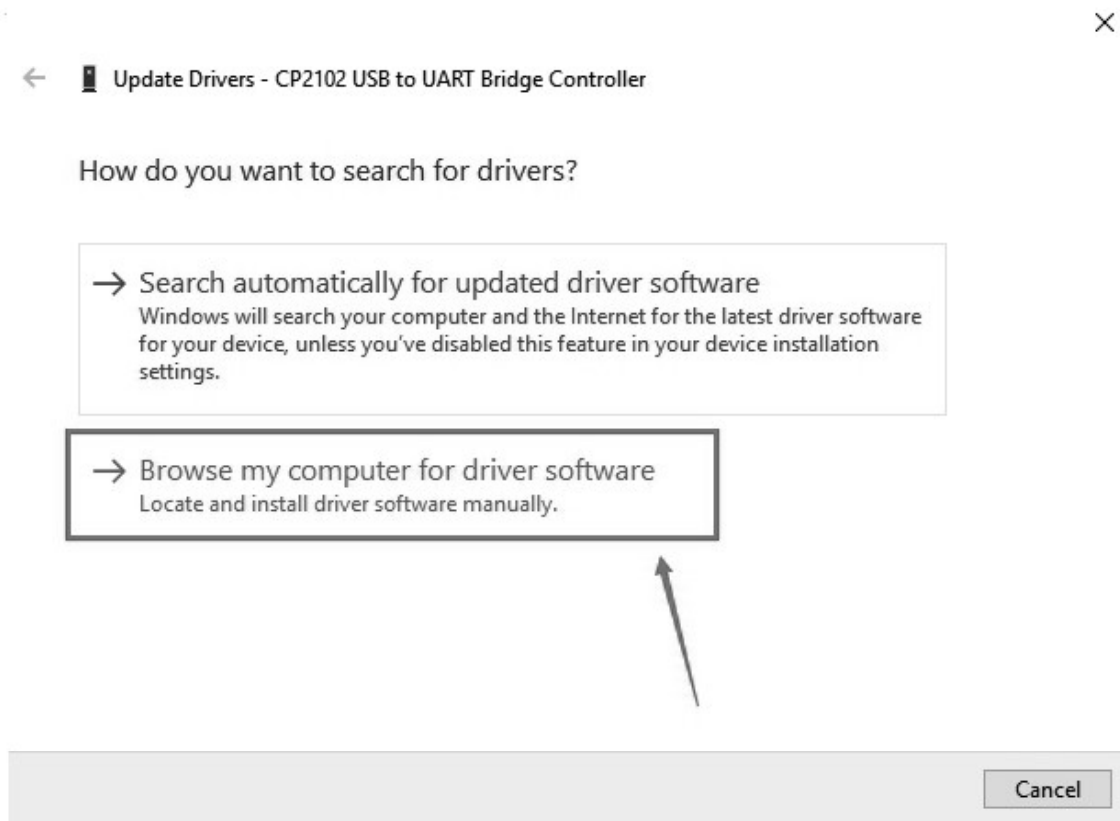 Update Drivers - CP2102 USB to UART Bridge Controller
How do you want to search for drivers?
Search automatically for updated driver software
Windows will search your computer and the Internet for the latest driver software
for your device, unless you've disabled this feature in your device installation
settings.
Browse my computer for driver software
Locate and install driver software manually.
Cancel